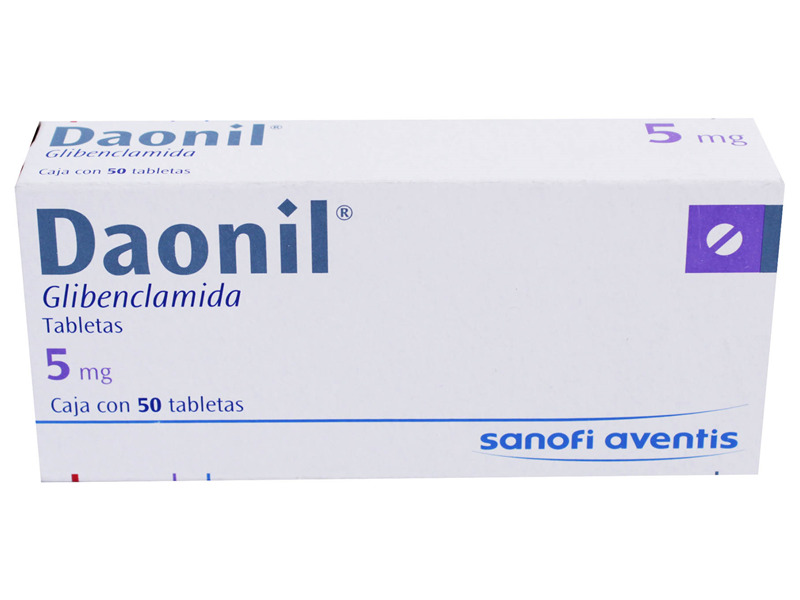 Daonil®
Glibenclamida
Caja con 50 tabletas
5 mg
Daonil®
Glibenclamida
Tabletas
5 mg
Caja con 50 tabletas
sanofi aventis